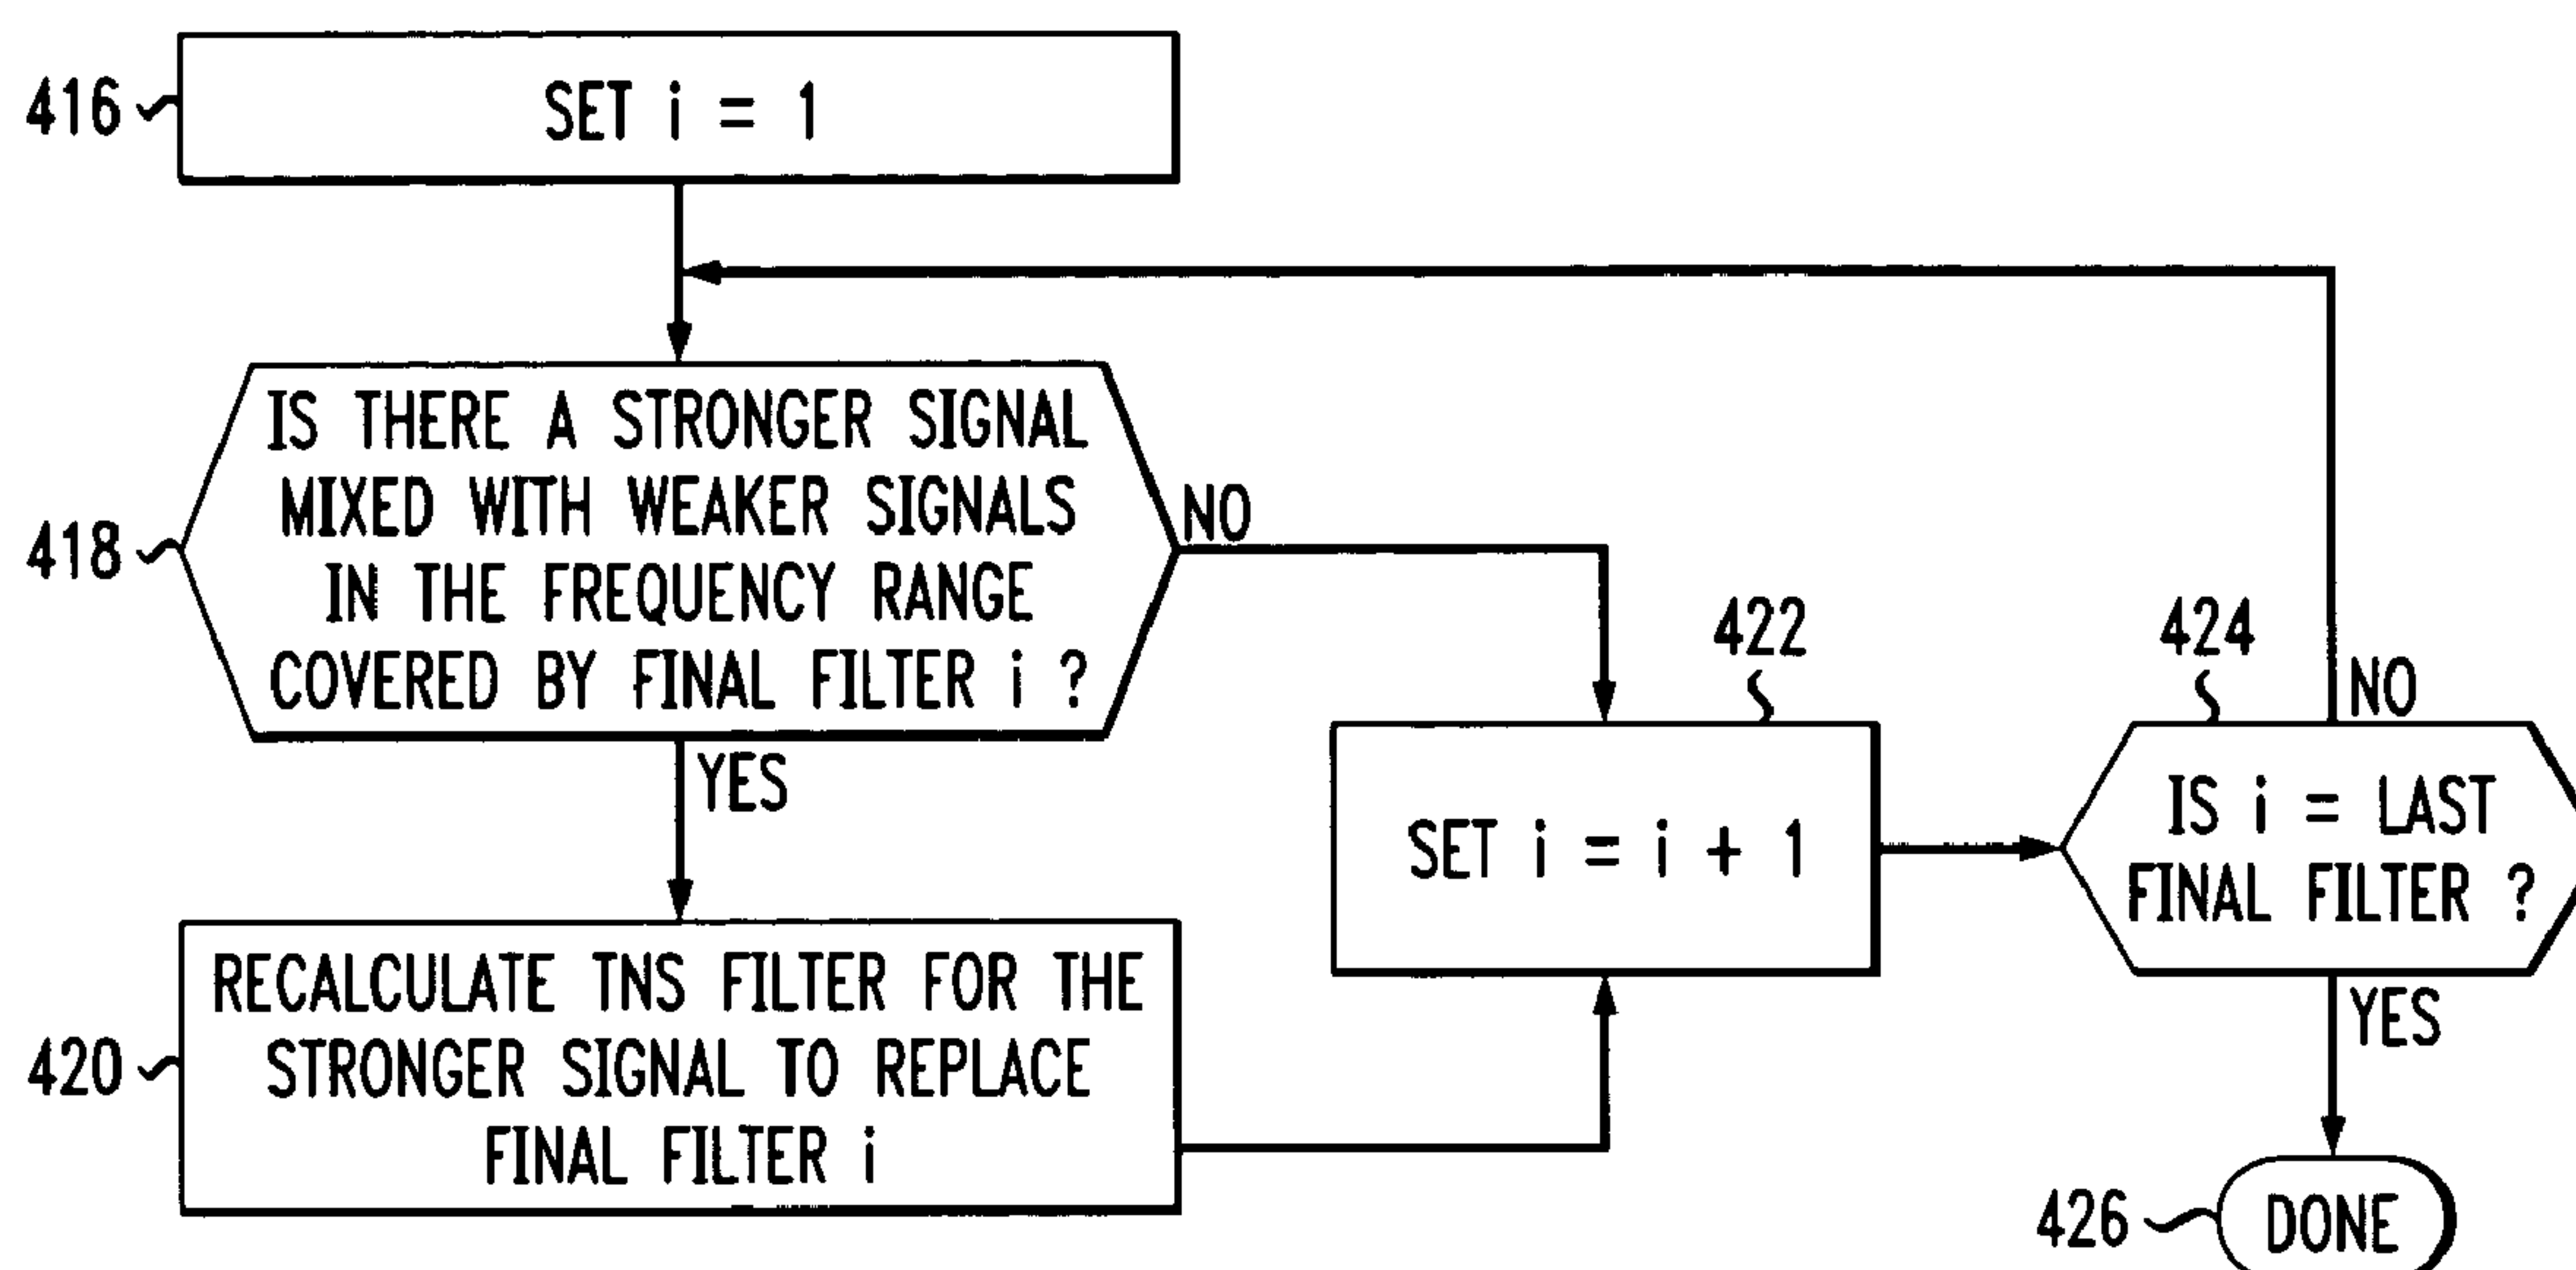 416
SET i = 1
418
IS THERE A STRONGER SIGNAL
MIXED WITH WEAKER SIGNALS
IN THE FREQUENCY RANGE
COVERED BY FINAL FILTER i ?
NO
YES
420
RECALCULATE TNS FILTER FOR THE
STRONGER SIGNAL TO REPLACE
FINAL FILTER i
422
SET i = i + 1
424
NO
IS i = LAST
FINAL FILTER ?
YES
426
DONE